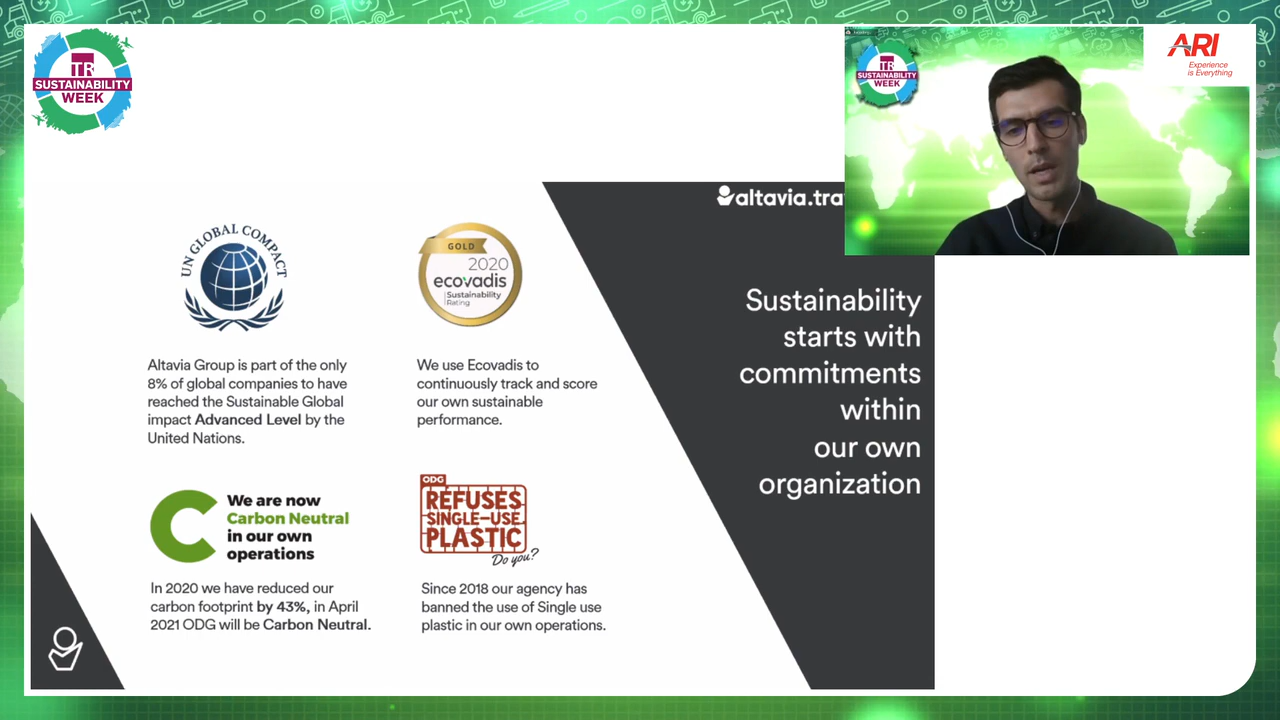 TR
SUSTAINABILITY
WEEK
TR
SUSTAINABILITY
WEEK
ARI
Experience
is Everything
altavia.tra
Sustainability
starts with
commitments
within
our own
organization
UN GLOBAL COMPACT
GOLD
2020
ecovadis
Sustainability
Rating
Altavia Group is part of the only
8% of global companies to have
reached the Sustainable Global
impact Advanced Level by the
United Nations.
We use Ecovadis to
continuously track and score
our own sustainable
performance.
We are now
Carbon Neutral
in our own
operations
In 2020 we have reduced our
carbon footprint by 43%, in April
2021 ODG will be Carbon Neutral.
ODG
REFUSES
SINGLE-USE
PLASTIC
Do you?
Since 2018 our agency has
banned the use of Single use
plastic in our own operations.